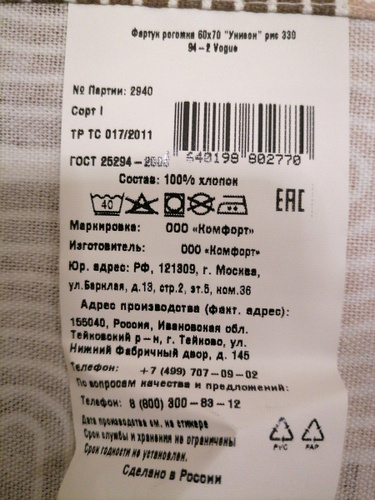 Фартук рогожка 60х70 "Унисон" рис 330
94-2 Vogue
№ Партии: 2940
Сорт I
ТР ТС 017/2011
ГОСТ 25294-2003
640198 802770
Состав: 100% хлопок
40
EAC
Маркировка: ООО «Комфорт»
Изготовитель: ООО «Комфорт»
Юр. адрес: РФ, 121309, г. Москва,
ул.Барклая, д.13, стр.2, эт.5, ком.36
Адрес производства (факт. адрес):
155040, Россия, Ивановская обл.
Тейковский р-н, г. Тейково, ул.
Нижний Фабричный двор, д. 145
Телефон: +7 (499) 707-09-02
По вопросам качества и предложений:
Телефон: 8 (800) 300-83-12
Дата производства см. на стикере
Срок службы и хранения не ограничены
Срок годности не установлен.
PVC PAP
Сделано в России